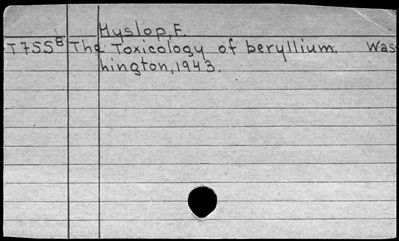 Hyslop, F.
T755B The Toxicology of beryllium. Was
hington, 1943.